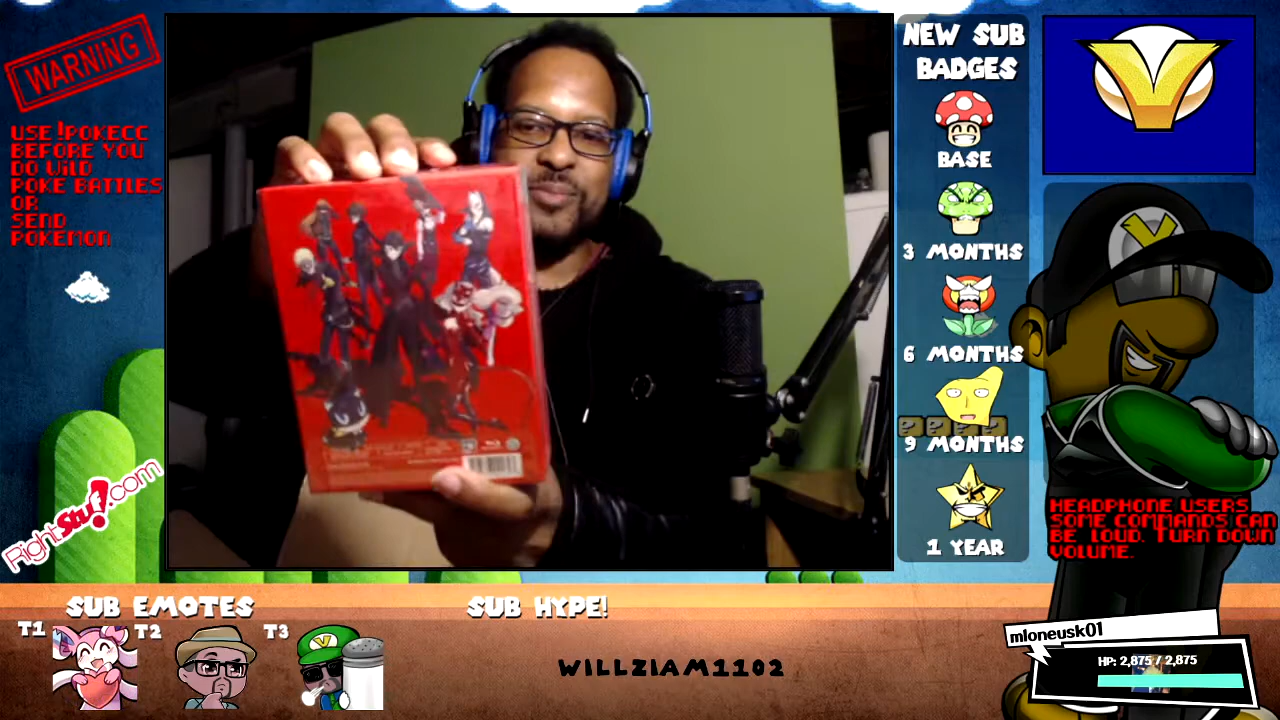 WARNING
USE !POKECC
BEFORE YOU
DO WILD
POKE BATTLES
OR
SEND
POKEMON
RightStuf!.com
NEW SUB
BADGES
BASE
3 MONTHS
6 MONTHS
9 MONTHS
1 YEAR
V
V
HEADPHONE USERS
SOME COMMANDS CAN
BE LOUD. TURN DOWN
VOLUME.
SUB EMOTES
SUB HYPE!
T1
T2
T3
V
WILLZIAM1102
mloneusk01
HP: 2,875 / 2,875